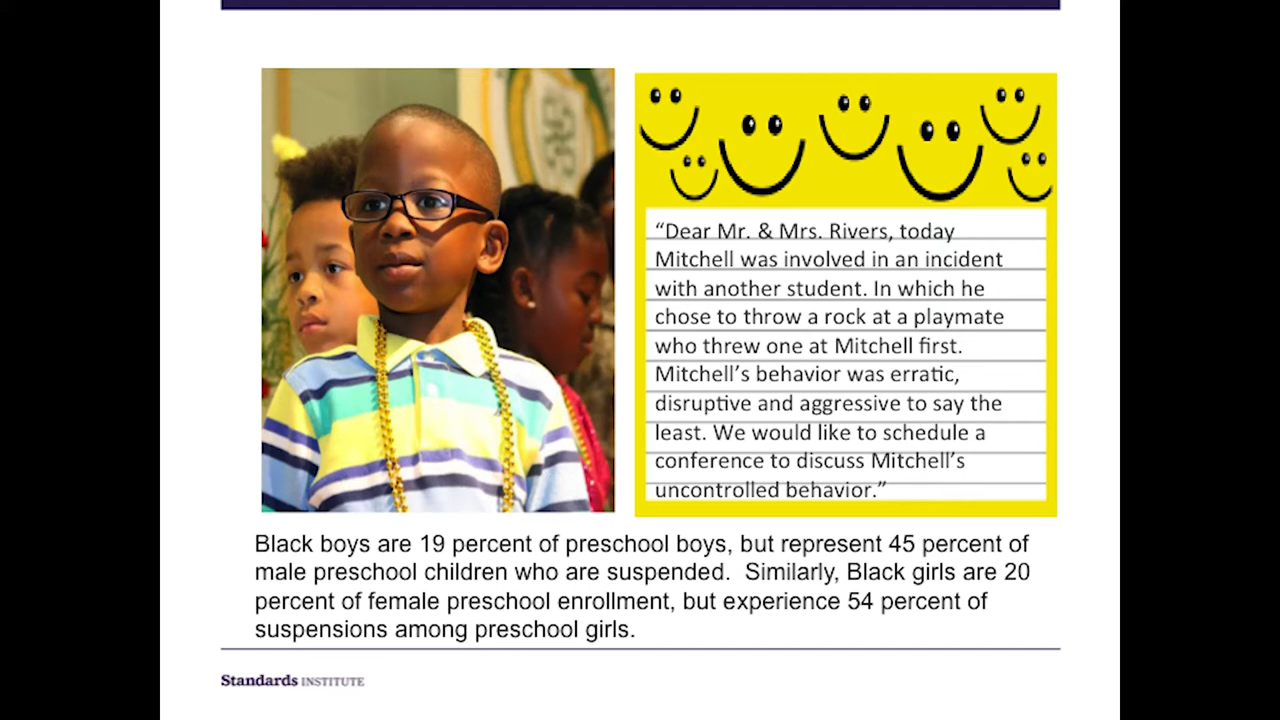 “Dear Mr. & Mrs. Rivers, today
Mitchell was involved in an incident
with another student. In which he
chose to throw a rock at a playmate
who threw one at Mitchell first.
Mitchell’s behavior was erratic,
disruptive and aggressive to say the
least. We would like to schedule a
conference to discuss Mitchell’s
uncontrolled behavior.”
Black boys are 19 percent of preschool boys, but represent 45 percent of
male preschool children who are suspended.  Similarly, Black girls are 20
percent of female preschool enrollment, but experience 54 percent of
suspensions among preschool girls.
Standards INSTITUTE